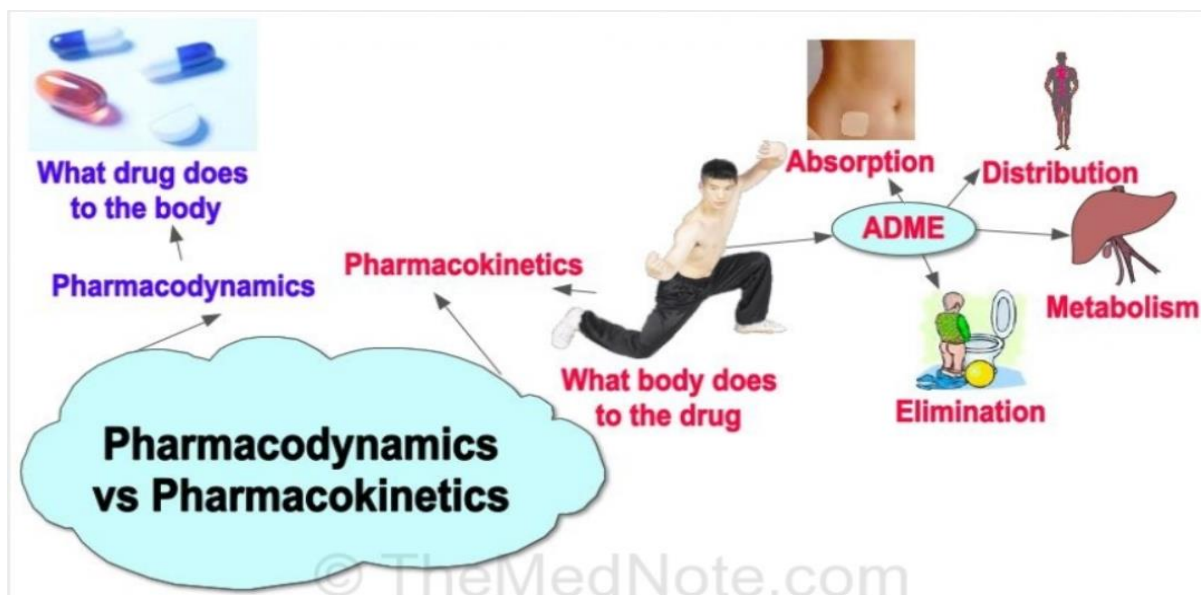 What drug does
to the body
Pharmacodynamics
Pharmacokinetics
What body does
to the drug
Absorption
Distribution
ADME
Metabolism
Elimination
Pharmacodynamics
vs Pharmacokinetics
© TheMedNote.com